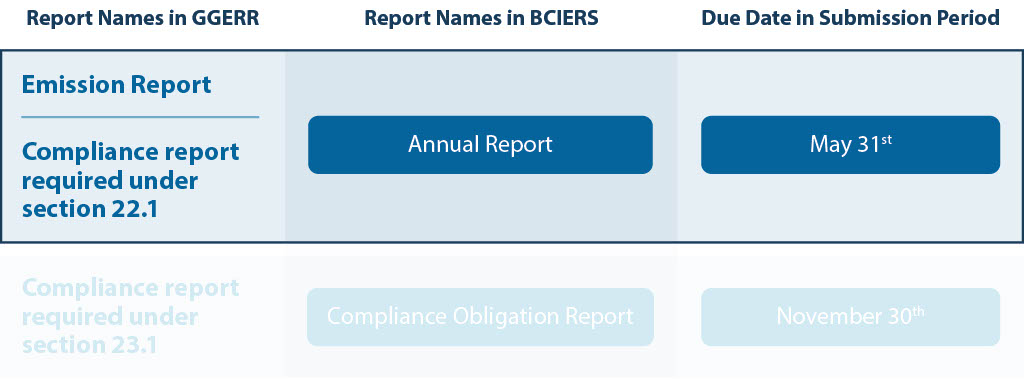 Report Names in GGERR
Report Names in BCIERS
Due Date in Submission Period
Emission Report
Compliance report
required under
section 22.1
Annual Report
May 31st
Compliance report
required under
section 23.1
Compliance Obligation Report
November 30th